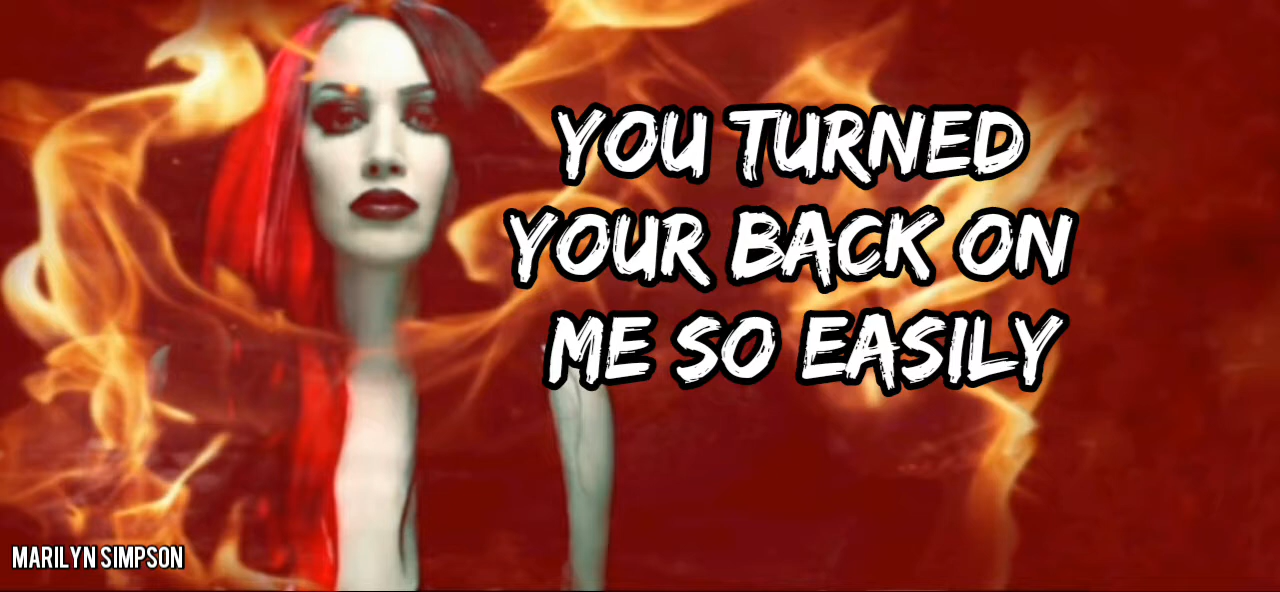 YOU TURNED
YOUR BACK ON
ME SO EASILY
MARILYN SIMPSON